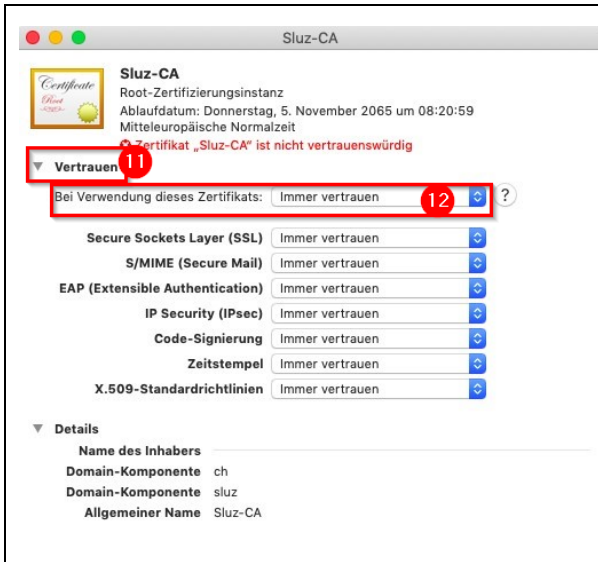 Sluz-CA
Certificate
Root
Sluz-CA
Root-Zertifizierungsinstanz
Ablaufdatum: Donnerstag, 5. November 2065 um 08:20:59
Mitteleuropäische Normalzeit
Zertifikat „Sluz-CA“ ist nicht vertrauenswürdig
Vertrauen 11
Bei Verwendung dieses Zertifikats: Immer vertrauen 12 ?
Secure Sockets Layer (SSL) Immer vertrauen
S/MIME (Secure Mail) Immer vertrauen
EAP (Extensible Authentication) Immer vertrauen
IP Security (IPsec) Immer vertrauen
Code-Signierung Immer vertrauen
Zeitstempel Immer vertrauen
X.509-Standardrichtlinien Immer vertrauen
Details
Name des Inhabers
Domain-Komponente ch
Domain-Komponente sluz
Allgemeiner Name Sluz-CA